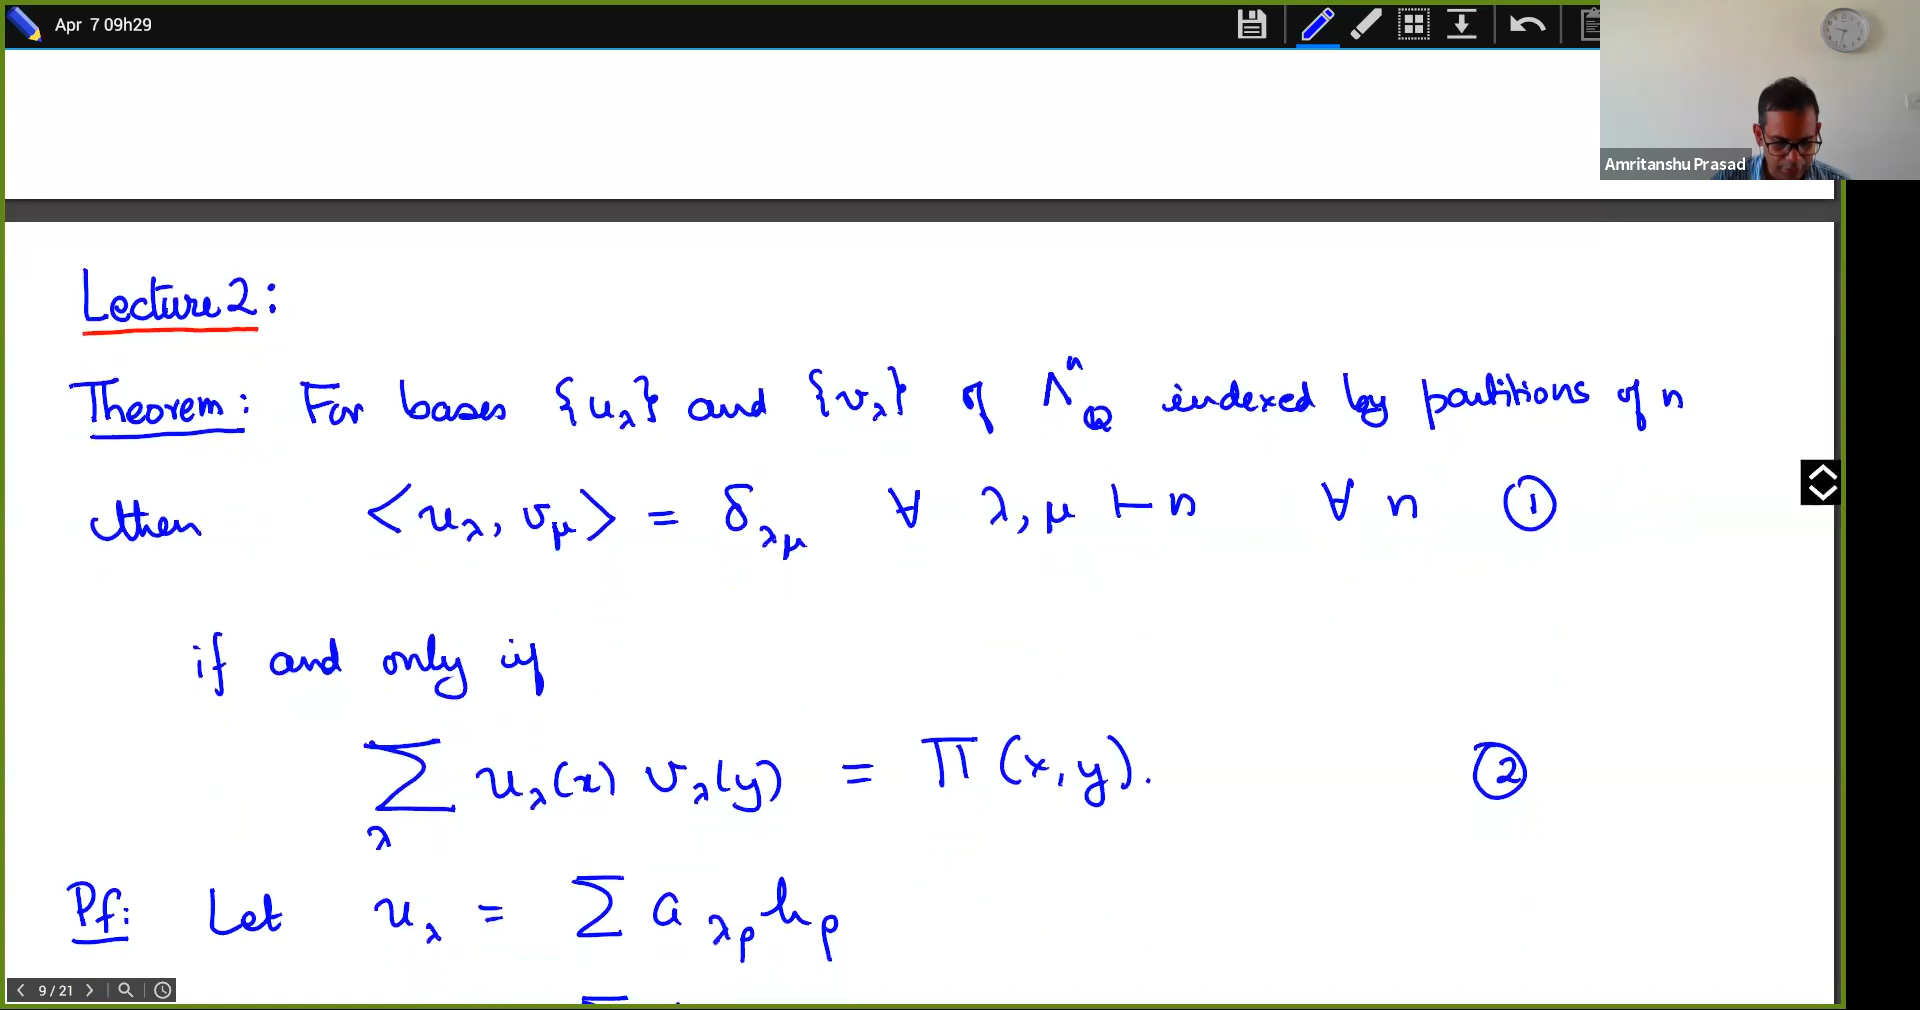 Apr 7 09h29
Amritanshu Prasad
Lecture 2:
Theorem: For bases {u_λ} and {v_λ} of Λ^n_Q indexed by partitions of n
then <u_λ, v_μ> = δ_λμ ∀ λ, μ ⊢ n ∀ n ①
if and only if
∑_λ u_λ(x) v_λ(y) = Π(x, y). ②
Pf: Let u_λ = ∑ a_λρ h_ρ
9 / 21